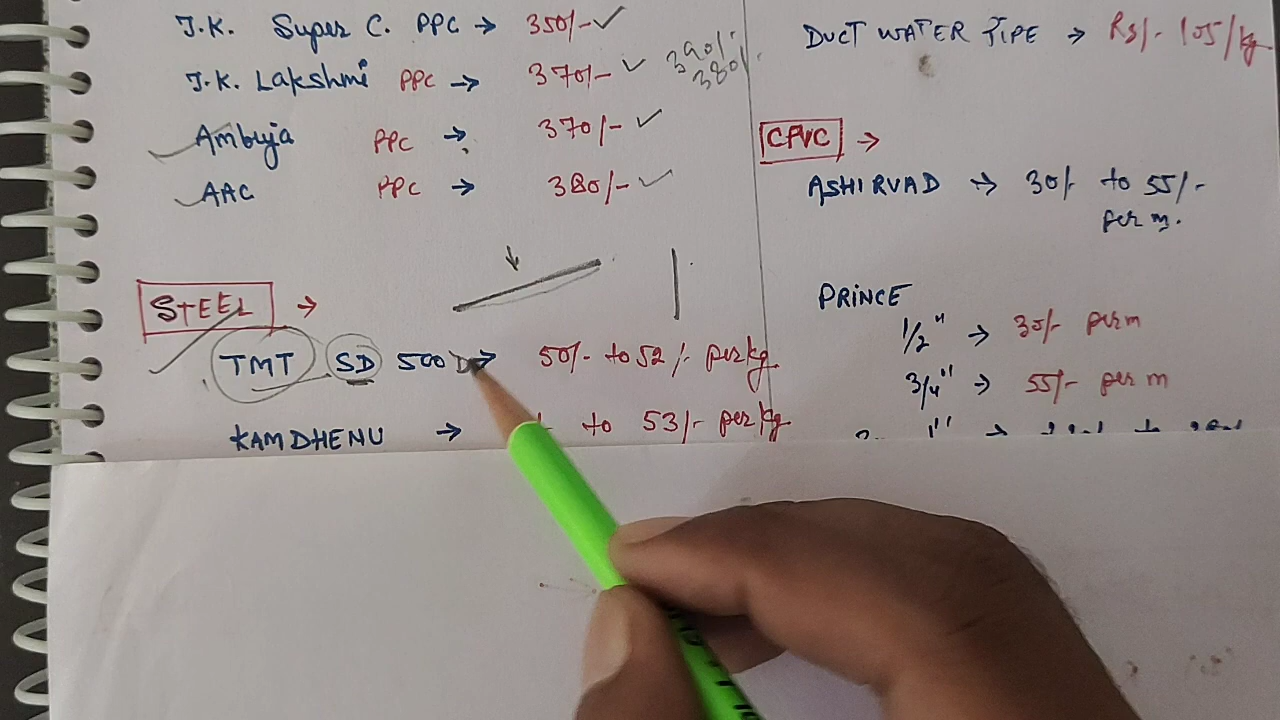 J.K. Super C. PPC → 350/- ✓
J.K. Lakshmi PPC → 370/- ✓ 390/- 380/-
Ambuja PPC → 370/- ✓
AAC PPC → 380/- ✓
STEEL →
TMT SD 500 D → 50/- to 52/- per kg
KAMDHENU → to 53/- per kg
DUCT WATER PIPE → Rs/- 105/kg
CPVC →
ASHIRVAD → 30/- to 55/-
per m.
PRINCE
1/2" → 35/- per m
3/4" → 55/- per m
1" →